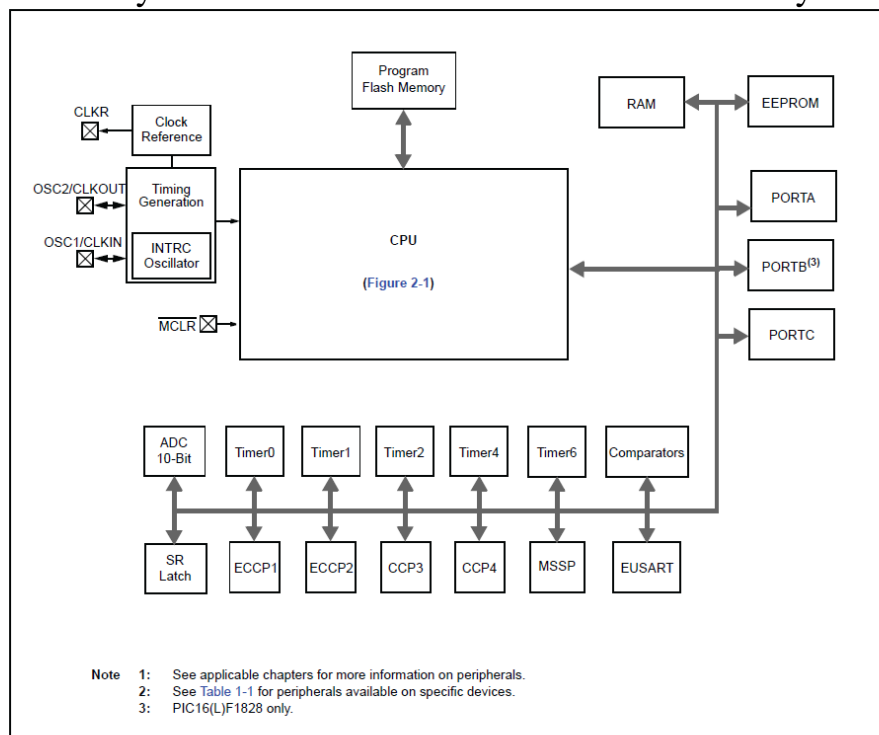 Program
Flash Memory
RAM
EEPROM
CLKR
Clock
Reference
OSC2/CLKOUT
Timing
Generation
OSC1/CLKIN
INTRC
Oscillator
MCLR
CPU
(Figure 2-1)
PORTA
PORTB(3)
PORTC
ADC
10-Bit
Timer0
Timer1
Timer2
Timer4
Timer6
Comparators
SR
Latch
ECCP1
ECCP2
CCP3
CCP4
MSSP
EUSART
Note 1: See applicable chapters for more information on peripherals.
2: See Table 1-1 for peripherals available on specific devices.
3: PIC16(L)F1828 only.